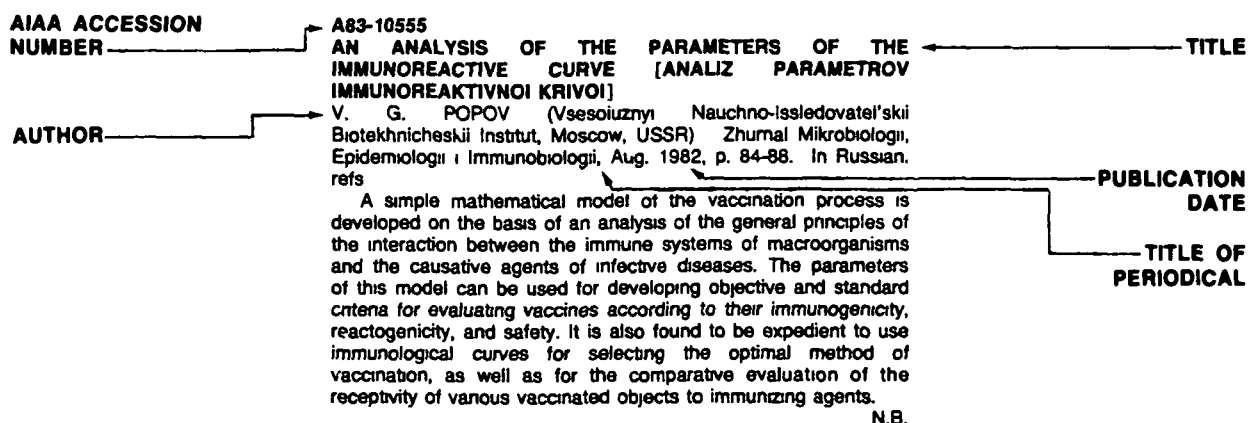 AIAA ACCESSION
NUMBER
A83-10555
AN ANALYSIS OF THE PARAMETERS OF THE
IMMUNOREACTIVE CURVE [ANALIZ PARAMETROV
IMMUNOREAKTIVNOI KRIVOI]
TITLE
AUTHOR
V. G. POPOV (Vsesoiuznyi Nauchno-Issledovatel'skii
Biotekhnicheskii Institut, Moscow, USSR) Zhurnal Mikrobiologii,
Epidemiologii i Immunobiologii, Aug. 1982, p. 84-88. In Russian.
refs
PUBLICATION
DATE
TITLE OF
PERIODICAL
A simple mathematical model of the vaccination process is
developed on the basis of an analysis of the general principles of
the interaction between the immune systems of macroorganisms
and the causative agents of infective diseases. The parameters
of this model can be used for developing objective and standard
criteria for evaluating vaccines according to their immunogenicity,
reactogenicity, and safety. It is also found to be expedient to use
immunological curves for selecting the optimal method of
vaccination, as well as for the comparative evaluation of the
receptivity of various vaccinated objects to immunizing agents.
N.B.